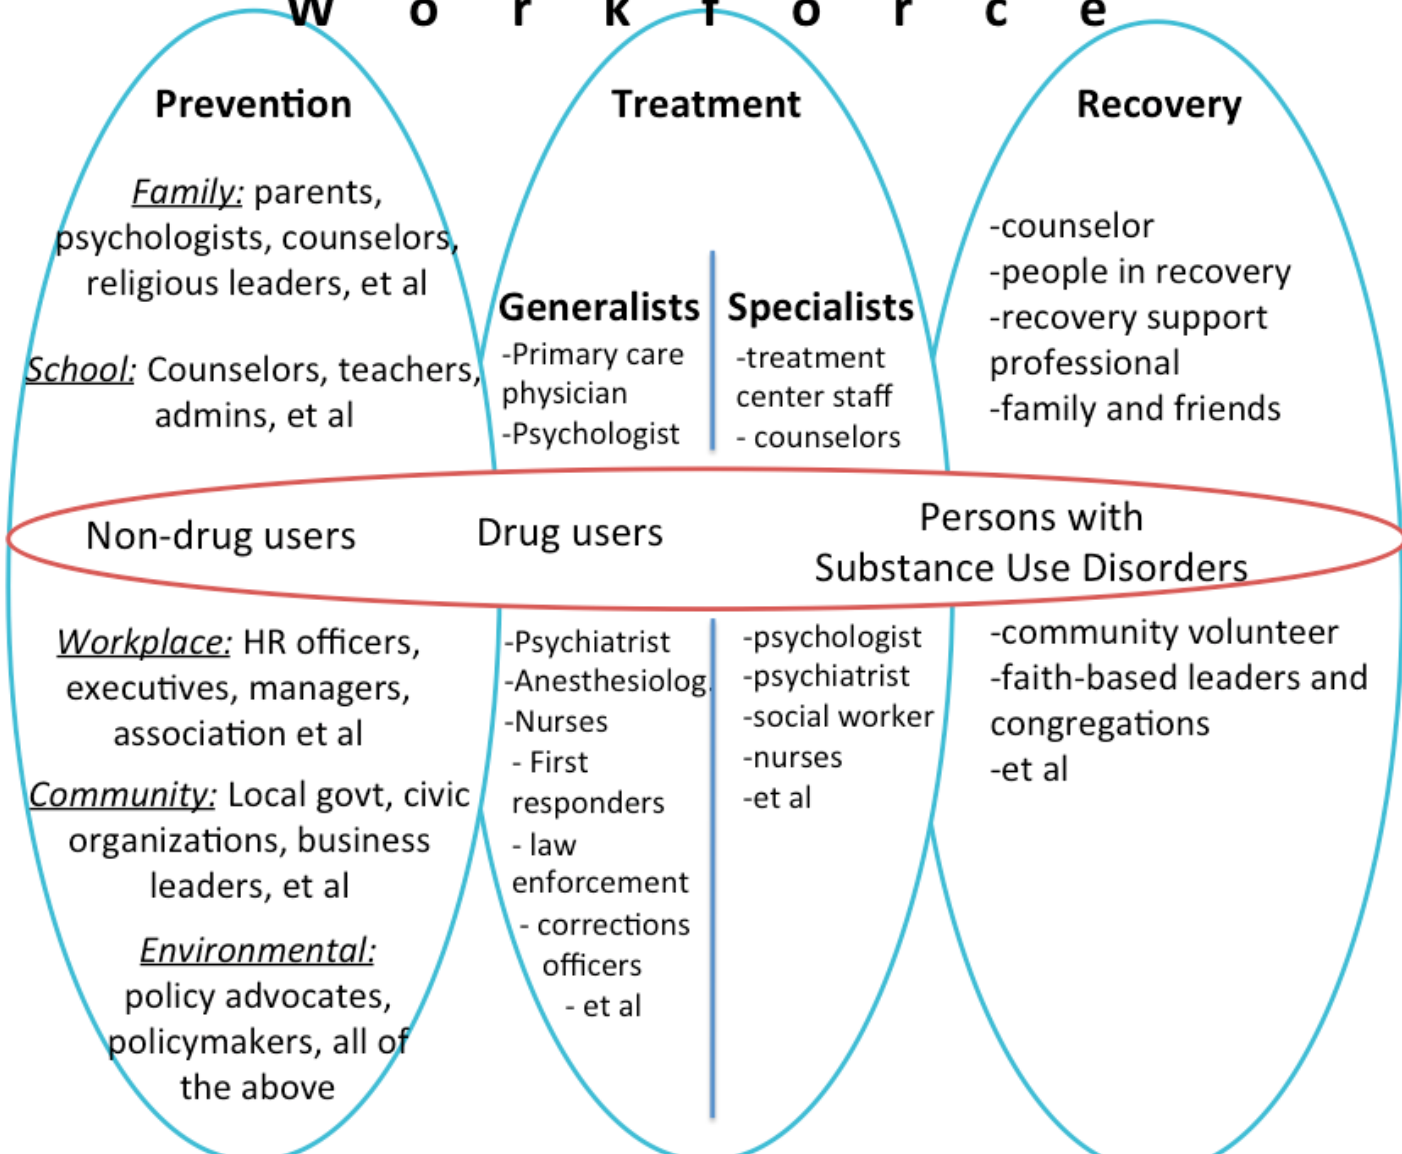 W o r k f o r c e
Prevention
Family: parents,
psychologists, counselors,
religious leaders, et al
School: Counselors, teachers,
admins, et al
Treatment
Generalists
-Primary care
physician
-Psychologist
Specialists
-treatment
center staff
- counselors
Recovery
-counselor
-people in recovery
-recovery support
professional
-family and friends
Non-drug users
Drug users
Persons with
Substance Use Disorders
Workplace: HR officers,
executives, managers,
association et al
Community: Local govt, civic
organizations, business
leaders, et al
Environmental:
policy advocates,
policymakers, all of
the above
-Psychiatrist
-Anesthesiolog.
-Nurses
- First
responders
- law
enforcement
- corrections
officers
- et al
-psychologist
-psychiatrist
-social worker
-nurses
-et al
-community volunteer
-faith-based leaders and
congregations
-et al